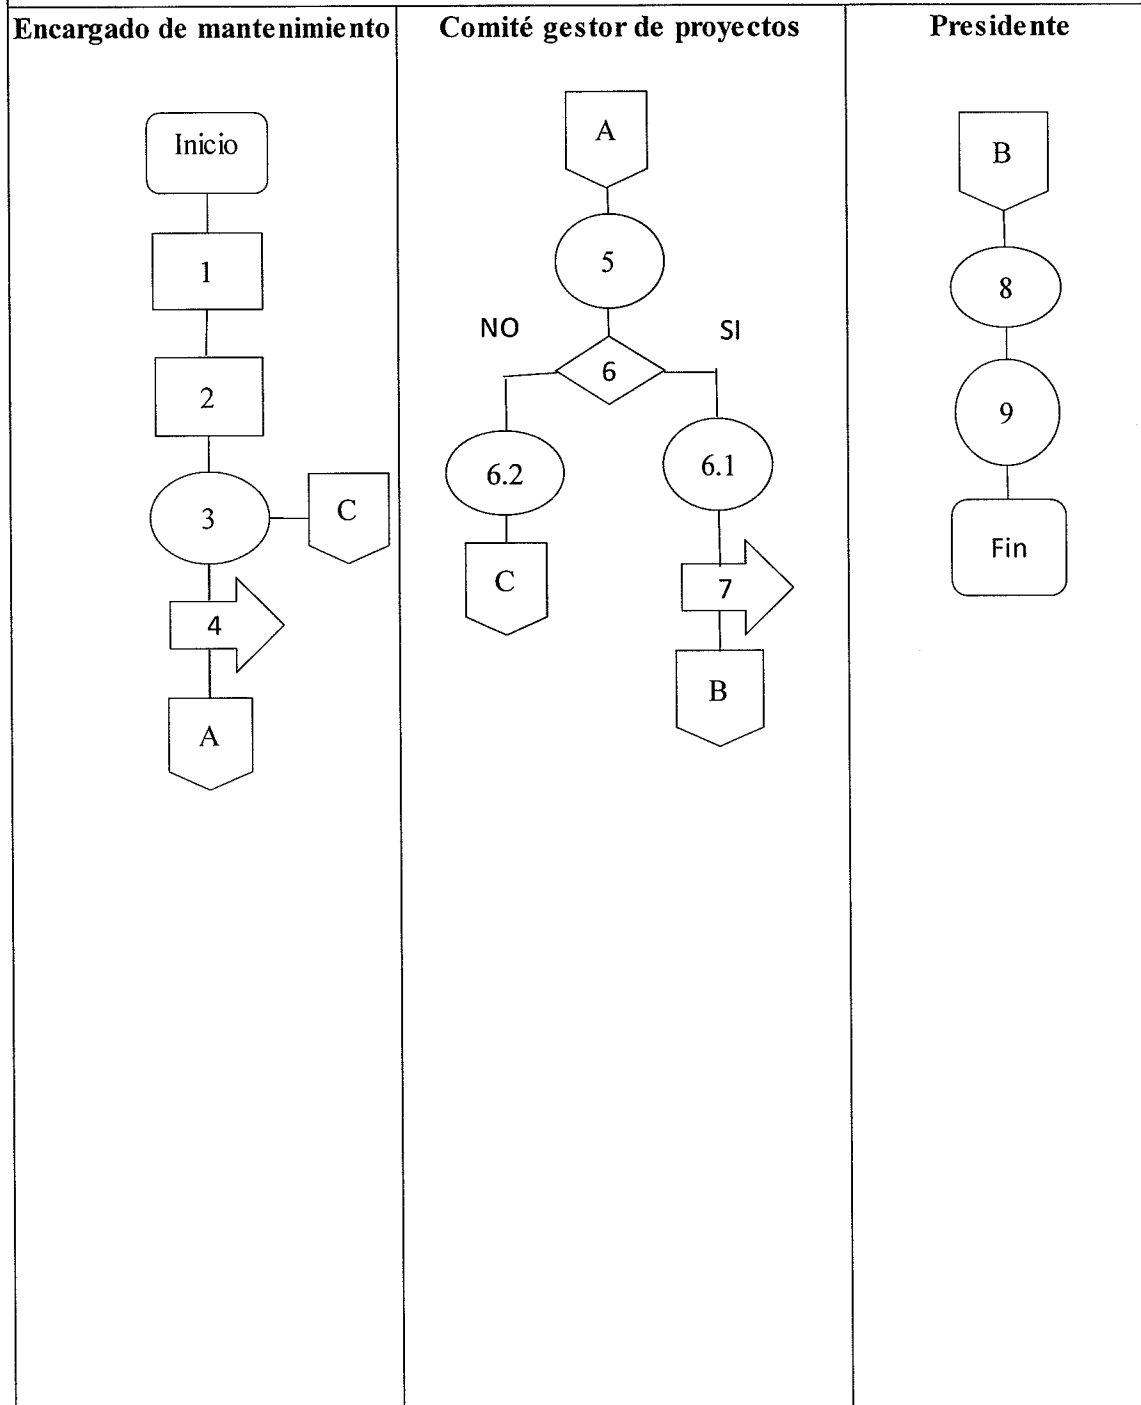 Encargado de mantenimiento
Comité gestor de proyectos
Presidente
Inicio
1
2
3
C
4
A
A
5
NO
SI
6
6.2
6.1
C
7
B
B
8
9
Fin